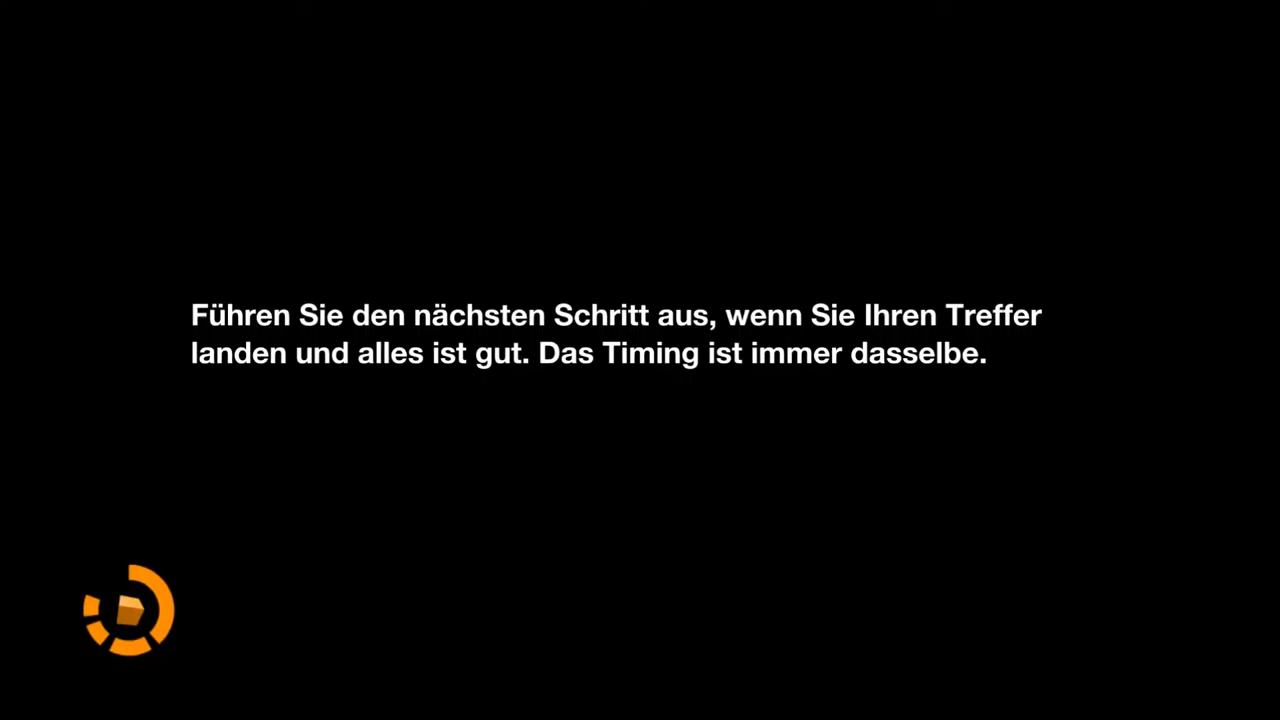 Führen Sie den nächsten Schritt aus, wenn Sie Ihren Treffer
landen und alles ist gut. Das Timing ist immer dasselbe.